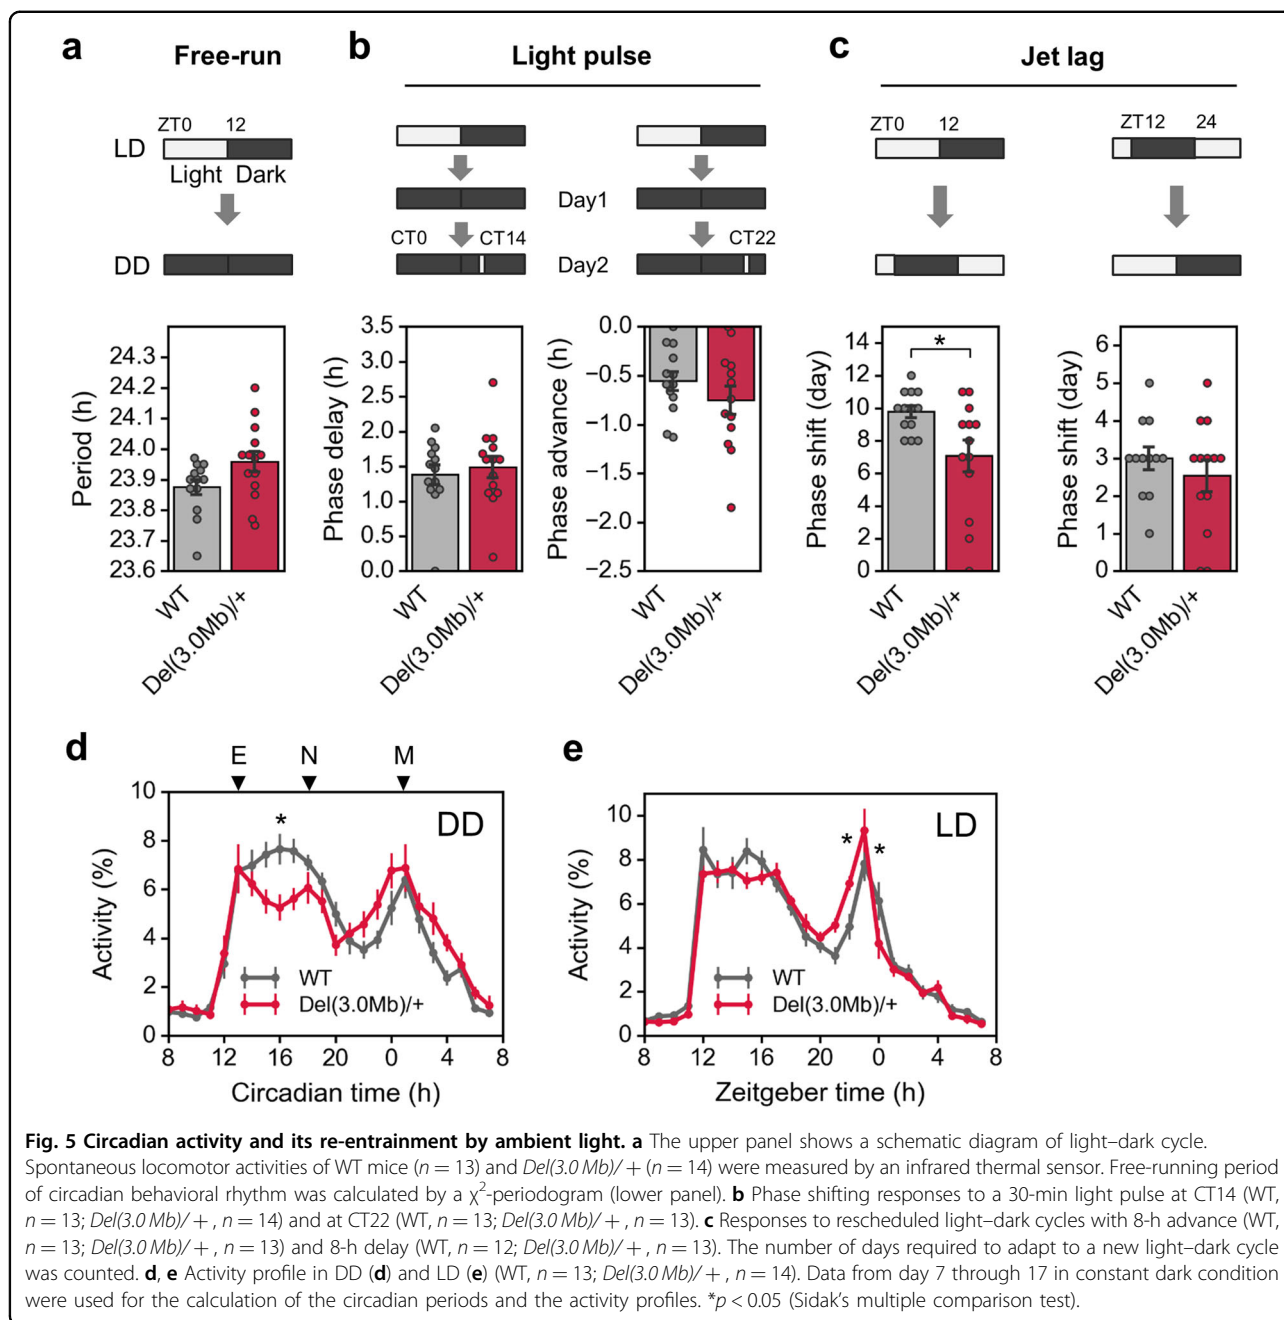 a
Free-run
b
Light pulse
c
Jet lag
ZT0 12
LD
Light Dark
DD
Day1
CT0 CT14
Day2
CT22
ZT0 12
ZT12 24
Period (h)
24.3
24.2
24.1
24.0
23.9
23.8
23.7
23.6
WT
Del(3.0Mb)/+
Phase delay (h)
3.5
3.0
2.5
2.0
1.5
1.0
0.5
0.0
WT
Del(3.0Mb)/+
Phase advance (h)
0.0
−0.5
−1.0
−1.5
−2.0
−2.5
WT
Del(3.0Mb)/+
Phase shift (day)
14
12
10
8
6
4
2
0
*
WT
Del(3.0Mb)/+
Phase shift (day)
6
5
4
3
2
1
0
WT
Del(3.0Mb)/+
d
E N M
Activity (%)
10
8
6
4
2
0
*
DD
WT
Del(3.0Mb)/+
8 12 16 20 0 4 8
Circadian time (h)
e
Activity (%)
10
8
6
4
2
0
* *
LD
WT
Del(3.0Mb)/+
8 12 16 20 0 4 8
Zeitgeber time (h)
Fig. 5 Circadian activity and its re-entrainment by ambient light. a The upper panel shows a schematic diagram of light–dark cycle.
Spontaneous locomotor activities of WT mice (n = 13) and Del(3.0 Mb)/+ (n = 14) were measured by an infrared thermal sensor. Free-running period
of circadian behavioral rhythm was calculated by a χ²-periodogram (lower panel). b Phase shifting responses to a 30-min light pulse at CT14 (WT,
n = 13; Del(3.0 Mb)/+, n = 14) and at CT22 (WT, n = 13; Del(3.0 Mb)/+, n = 13). c Responses to rescheduled light–dark cycles with 8-h advance (WT,
n = 13; Del(3.0 Mb)/+, n = 13) and 8-h delay (WT, n = 12; Del(3.0 Mb)/+, n = 13). The number of days required to adapt to a new light–dark cycle
was counted. d, e Activity profile in DD (d) and LD (e) (WT, n = 13; Del(3.0 Mb)/+, n = 14). Data from day 7 through 17 in constant dark condition
were used for the calculation of the circadian periods and the activity profiles. *p < 0.05 (Sidak's multiple comparison test).